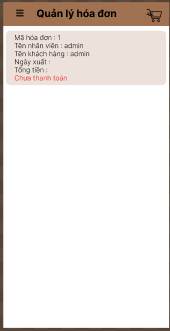 Quản lý hóa đơn
Mã hóa đơn : 1
Tên nhân viên : admin
Tên khách hàng : admin
Ngày xuất :
Tổng tiền :
Chưa thanh toán